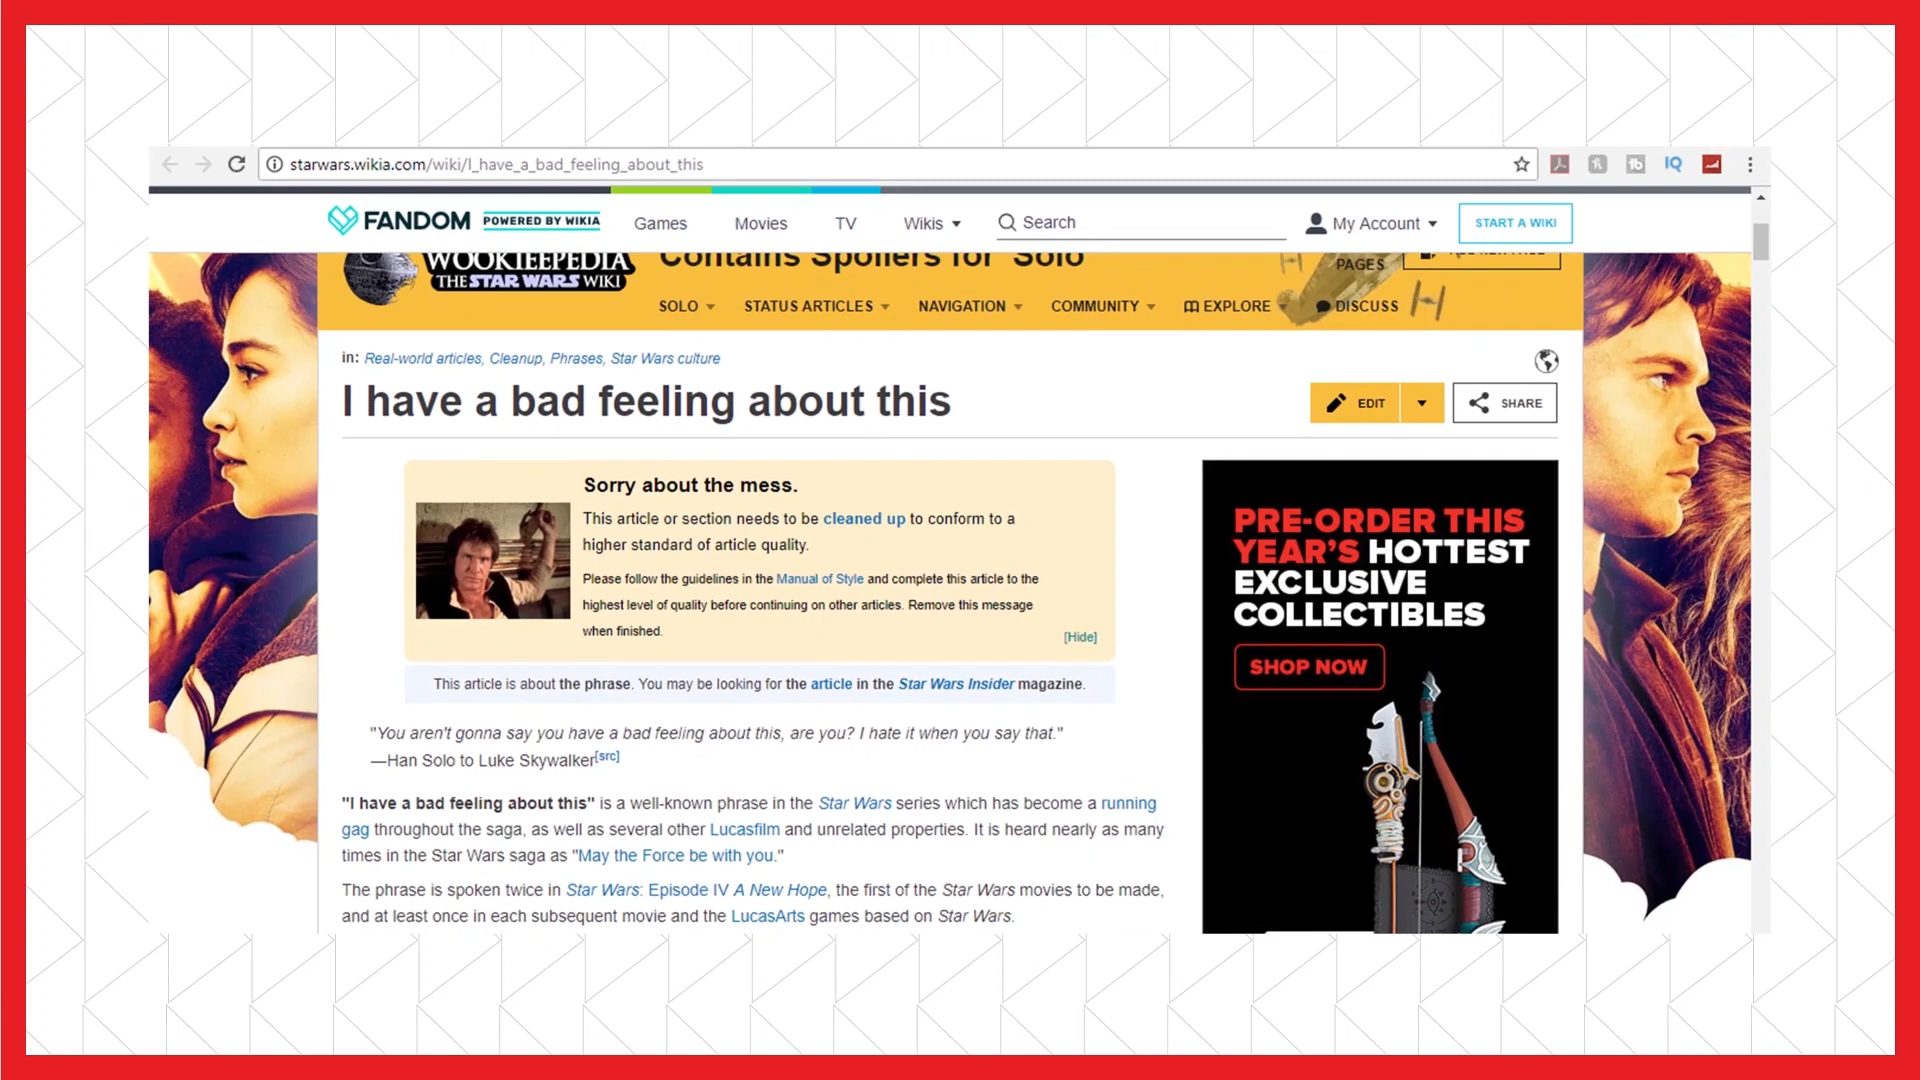 starwars.wikia.com/wiki/I_have_a_bad_feeling_about_this
FANDOM POWERED BY WIKIA Games Movies TV Wikis Search My Account START A WIKI
WOOKIEEPEDIA
THE STAR WARS WIKI
Contains Spoilers for "Solo"
PAGES
SOLO STATUS ARTICLES NAVIGATION COMMUNITY EXPLORE DISCUSS
in: Real-world articles, Cleanup, Phrases, Star Wars culture
I have a bad feeling about this
EDIT SHARE
Sorry about the mess.
This article or section needs to be cleaned up to conform to a
higher standard of article quality.
Please follow the guidelines in the Manual of Style and complete this article to the
highest level of quality before continuing on other articles. Remove this message
when finished.
[Hide]
This article is about the phrase. You may be looking for the article in the Star Wars Insider magazine.
"You aren't gonna say you have a bad feeling about this, are you? I hate it when you say that."
—Han Solo to Luke Skywalker[src]
"I have a bad feeling about this" is a well-known phrase in the Star Wars series which has become a running
gag throughout the saga, as well as several other Lucasfilm and unrelated properties. It is heard nearly as many
times in the Star Wars saga as "May the Force be with you."
The phrase is spoken twice in Star Wars: Episode IV A New Hope, the first of the Star Wars movies to be made,
and at least once in each subsequent movie and the LucasArts games based on Star Wars.
PRE-ORDER THIS
YEAR'S HOTTEST
EXCLUSIVE
COLLECTIBLES
SHOP NOW